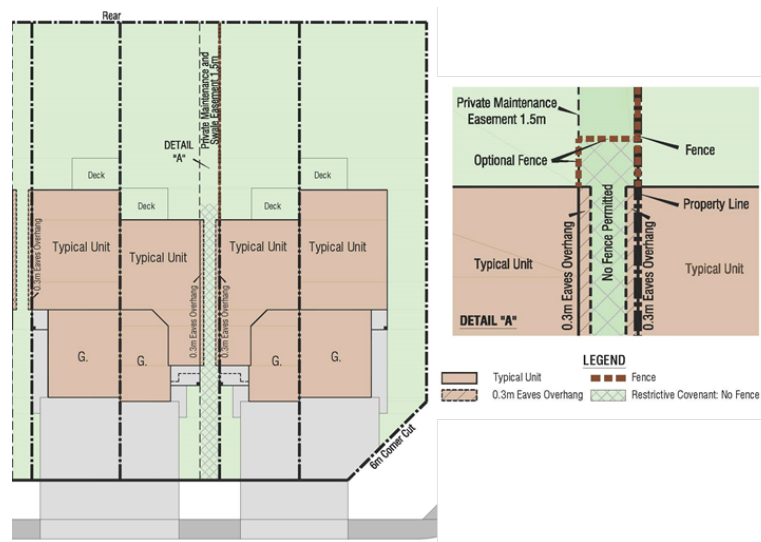 Rear
Private Maintenance and
Swale Easement 1.5m
DETAIL
"A"
Deck
Deck
Deck
Deck
0.3m Eaves Overhang
Typical Unit
Typical Unit
Typical Unit
Typical Unit
0.3m Eaves Overhang
0.3m Eaves Overhang
G.
G.
G.
G.
6m Corner Cut
Private Maintenance
Easement 1.5m
Optional Fence
Fence
Property Line
No Fence Permitted
0.3m Eaves Overhang
0.3m Eaves Overhang
Typical Unit
Typical Unit
DETAIL "A"
LEGEND
Typical Unit
Fence
0.3m Eaves Overhang
Restrictive Covenant: No Fence